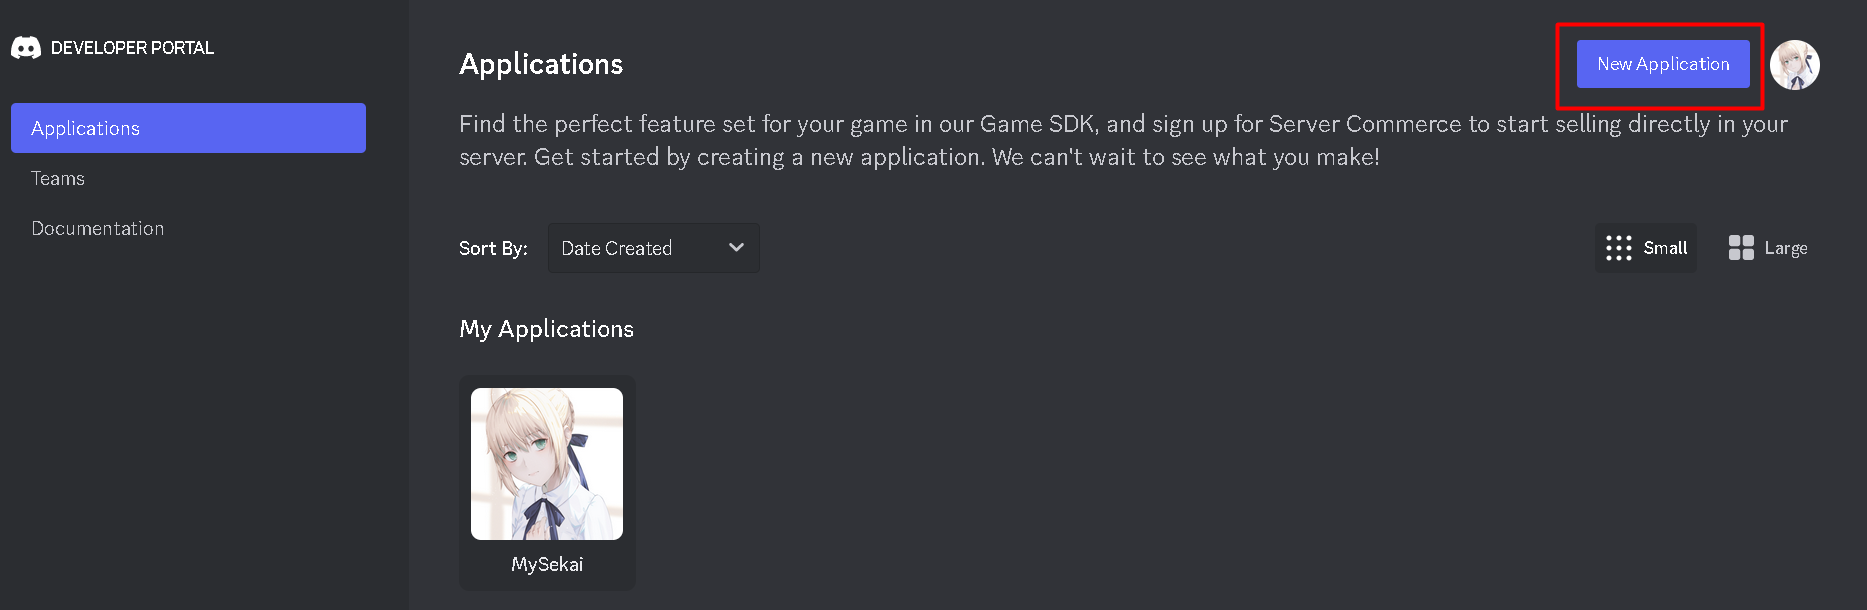 DEVELOPER PORTAL
Applications
Teams
Documentation
Applications
New Application
Find the perfect feature set for your game in our Game SDK, and sign up for Server Commerce to start selling directly in your
server. Get started by creating a new application. We can't wait to see what you make!
Sort By:
Date Created
Small
Large
My Applications
MySekai